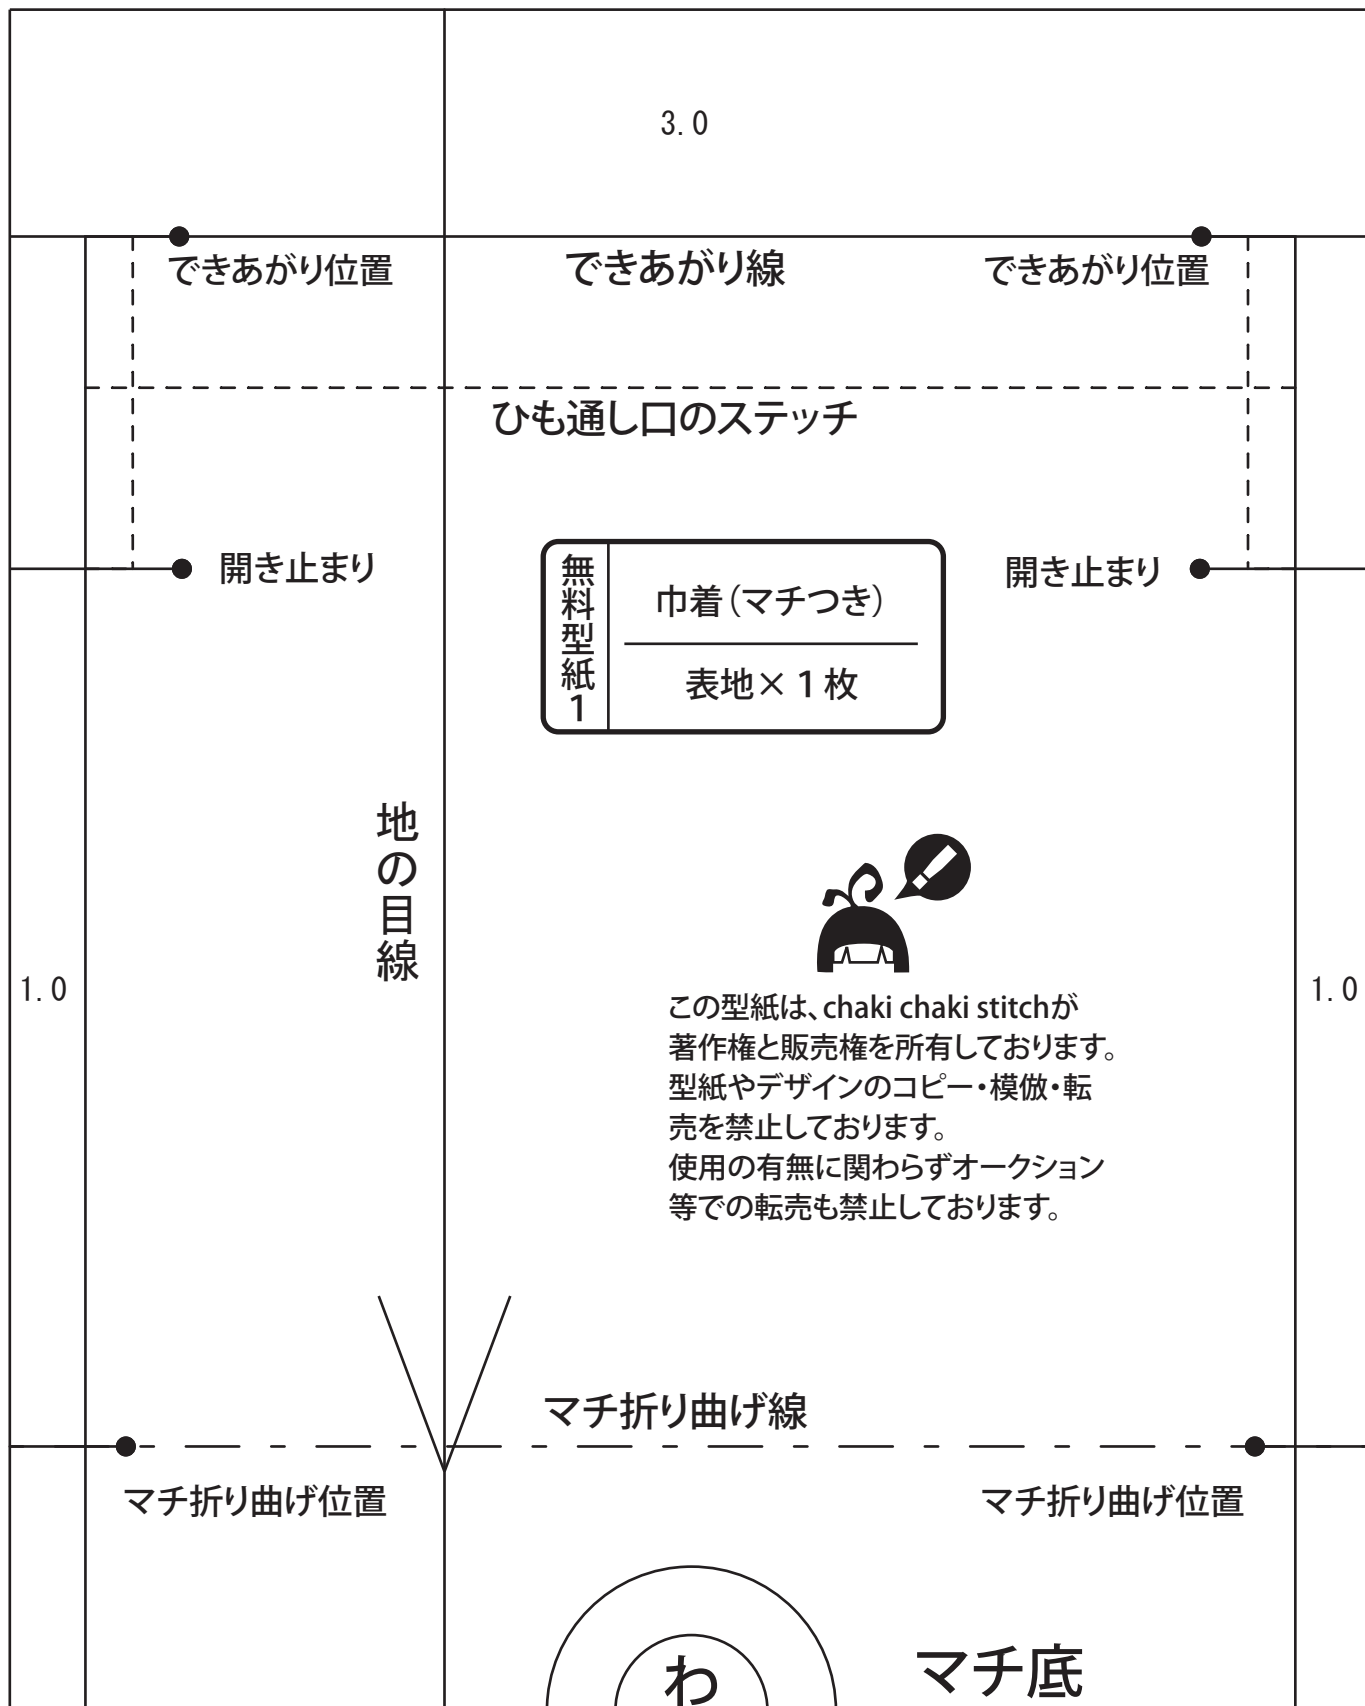 3.0
できあがり位置
できあがり線
できあがり位置
ひも通し口のステッチ
開き止まり
開き止まり
無料型紙1
巾着(マチつき)
表地×1枚
地の目線
1.0
1.0
この型紙は、chaki chaki stitchが
著作権と販売権を所有しております。
型紙やデザインのコピー・模倣・転
売を禁止しております。
使用の有無に関わらずオークション
等での転売も禁止しております。
マチ折り曲げ線
マチ折り曲げ位置
マチ折り曲げ位置
わ
マチ底